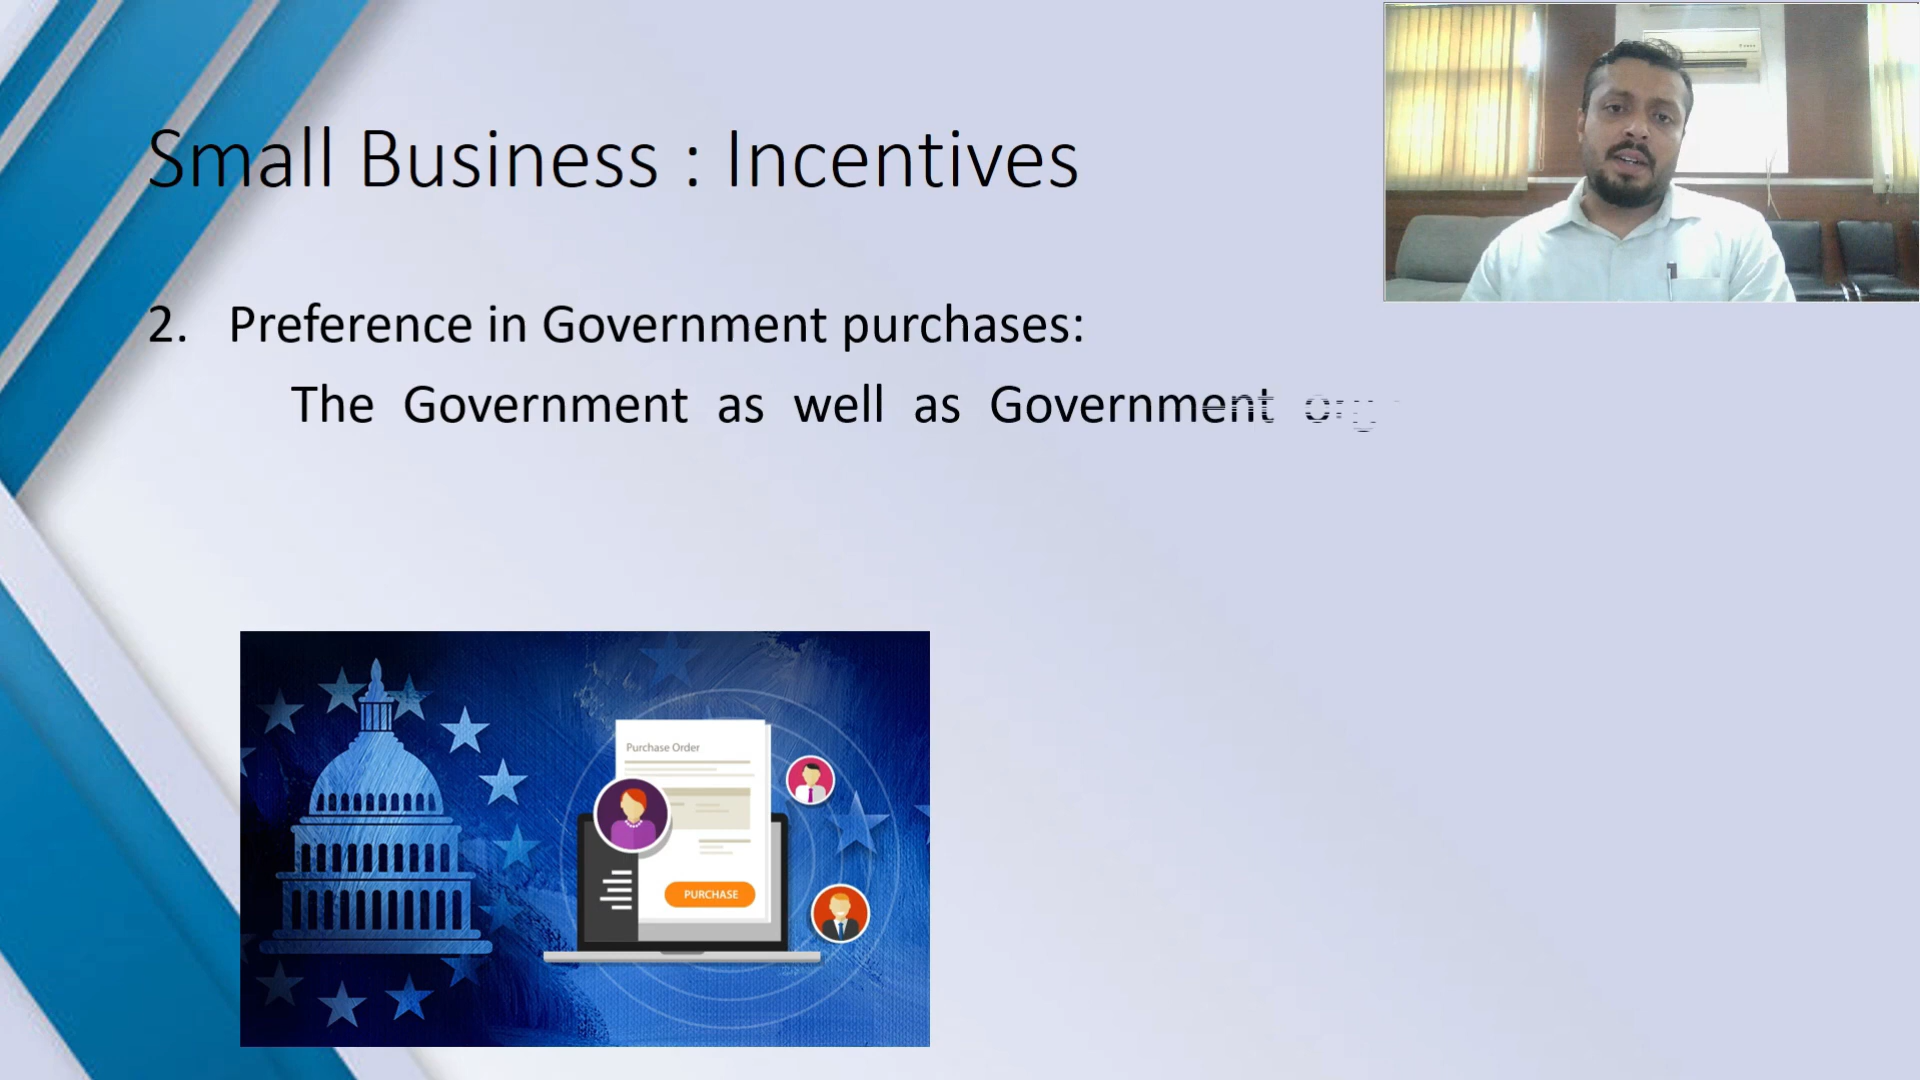 Small Business : Incentives
2. Preference in Government purchases:
The Government as well as Government
Purchase Order
PURCHASE